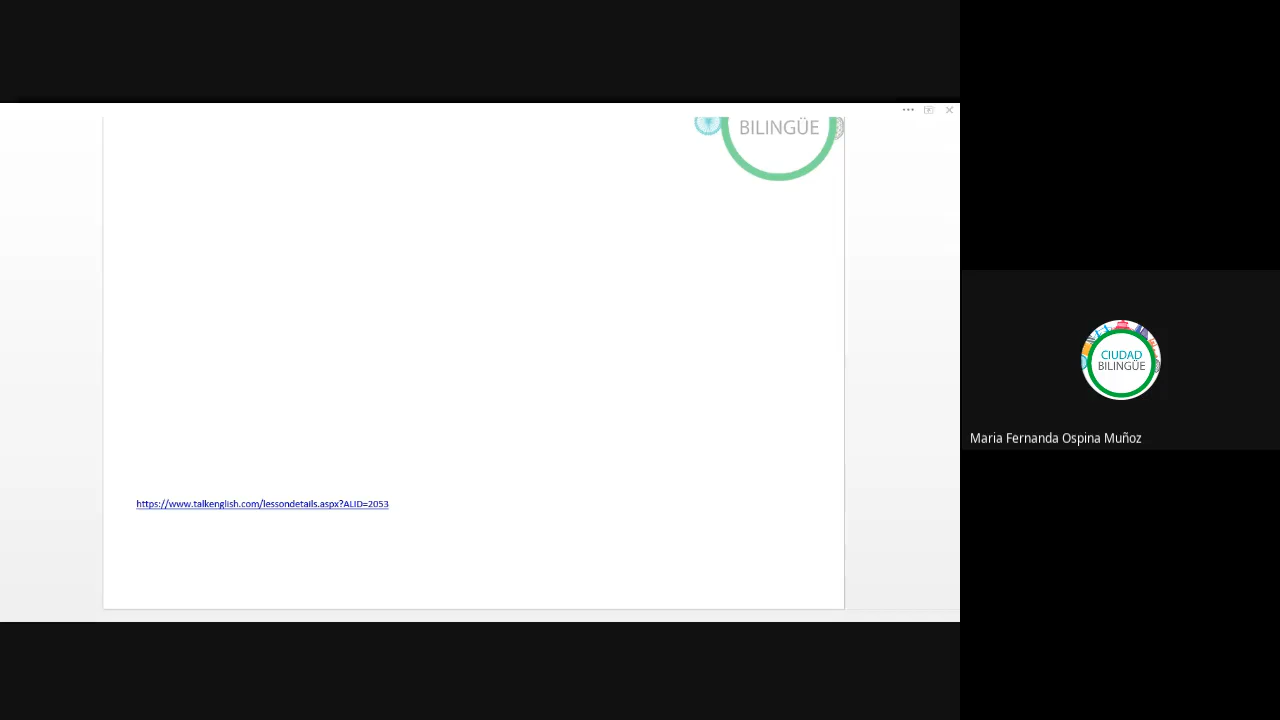 BILINGÜE
https://www.talkenglish.com/lessondetails.aspx?ALID=2053
CIUDAD
BILINGÜE
Maria Fernanda Ospina Muñoz